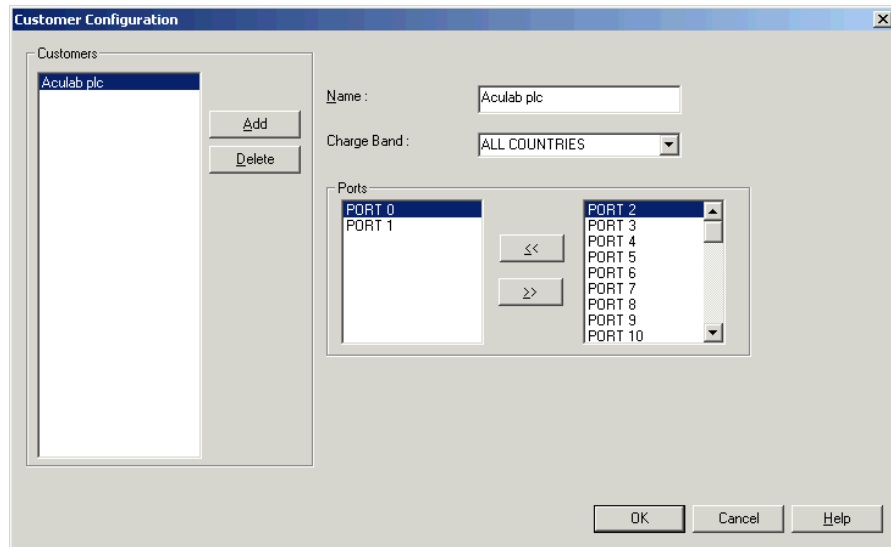 Customer Configuration
Customers
Aculab plc
Add
Delete
Name :
Aculab plc
Charge Band :
ALL COUNTRIES
Ports
PORT 0
PORT 1
<<
>>
PORT 2
PORT 3
PORT 4
PORT 5
PORT 6
PORT 7
PORT 8
PORT 9
PORT 10
OK
Cancel
Help